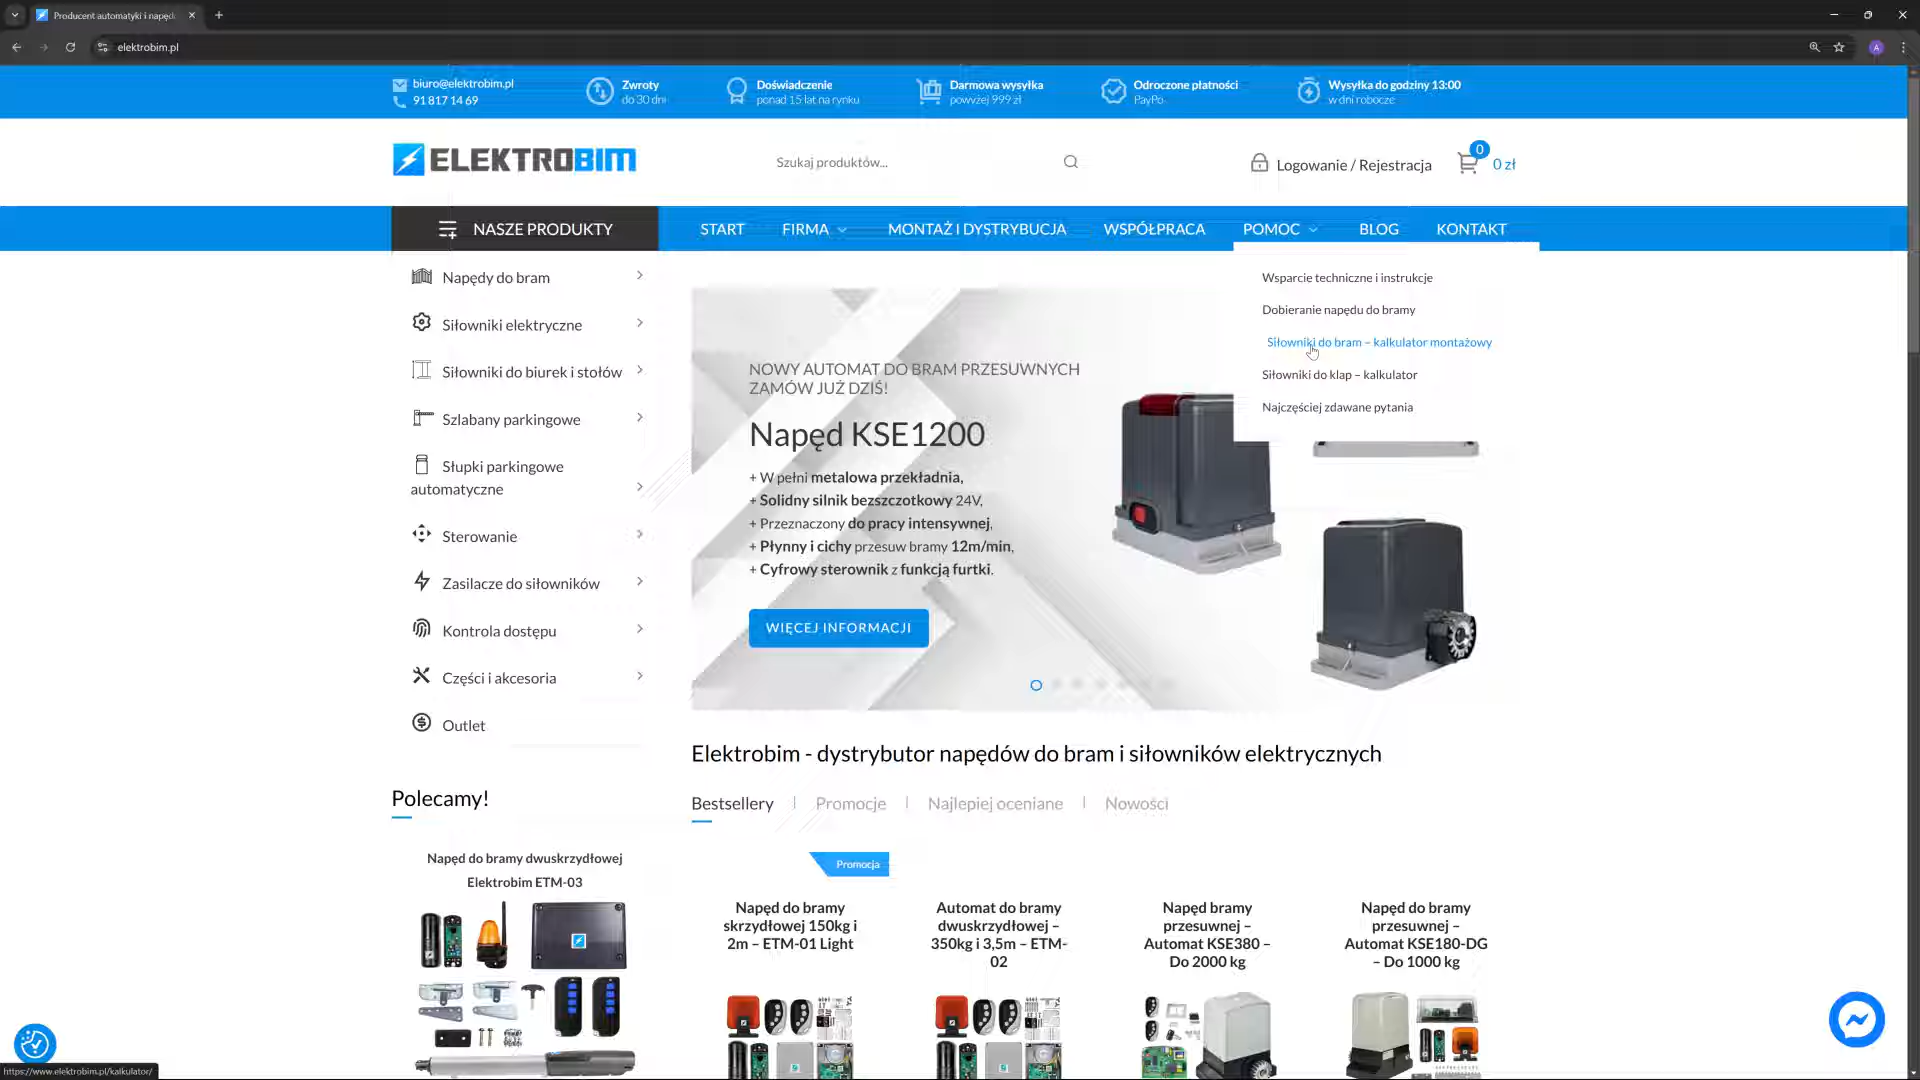 Producent automatyki i napęd
elektrobim.pl
A
biuro@elektrobim.pl
91 817 14 69
Zwroty
do 30 dni
Doświadczenie
ponad 15 lat na rynku
Darmowa wysyłka
powyżej 999 zł
Odroczone płatności
PayPo
Wysyłka do godziny 13:00
w dni robocze
ELEKTROBIM
Szukaj produktów...
Logowanie / Rejestracja
0
0 zł
NASZE PRODUKTY
START
FIRMA
MONTAŻ I DYSTRYBUCJA
WSPÓŁPRACA
POMOC
BLOG
KONTAKT
Wsparcie techniczne i instrukcje
Dobieranie napędu do bramy
Siłowniki do bram – kalkulator montażowy
Siłowniki do klap – kalkulator
Najczęściej zdawane pytania
Napędy do bram
Siłowniki elektryczne
Siłowniki do biurek i stołów
Szlabany parkingowe
Słupki parkingowe
automatyczne
Sterowanie
Zasilacze do siłowników
Kontrola dostępu
Części i akcesoria
Outlet
NOWY AUTOMAT DO BRAM PRZESUWNYCH
ZAMÓW JUŻ DZIŚ!
Napęd KSE1200
+ W pełni metalowa przekładnia,
+ Solidny silnik bezszczotkowy 24V,
+ Przeznaczony do pracy intensywnej,
+ Płynny i cichy przesuw bramy 12m/min,
+ Cyfrowy sterownik z funkcją furtki.
WIĘCEJ INFORMACJI
Elektrobim - dystrybutor napędów do bram i siłowników elektrycznych
Polecamy!
Bestsellery
Promocje
Najlepiej oceniane
Nowości
Napęd do bramy dwuskrzydłowej
Elektrobim ETM-03
Promocja
Napęd do bramy
skrzydłowej 150kg i
2m – ETM-01 Light
Automat do bramy
dwuskrzydłowej –
350kg i 3,5m – ETM-
02
Napęd bramy
przesuwnej –
Automat KSE380 –
Do 2000 kg
Napęd do bramy
przesuwnej –
Automat KSE180-DG
– Do 1000 kg
https://www.elektrobim.pl/kalkulator/